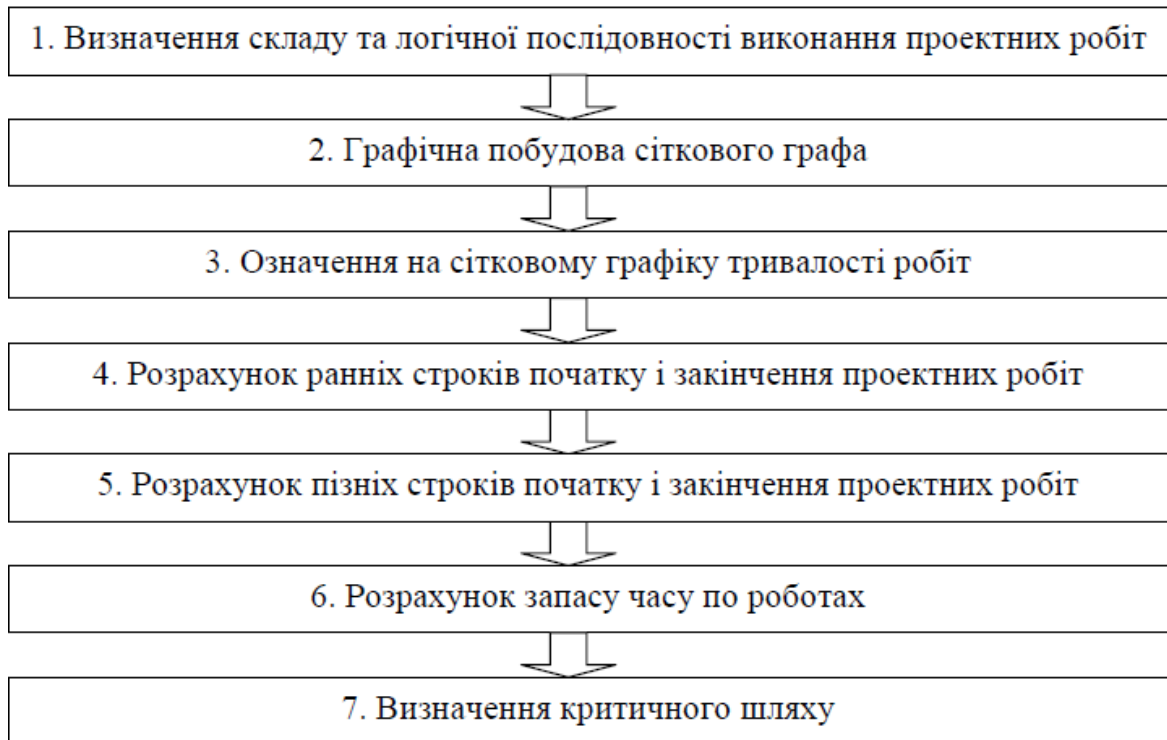 1. Визначення складу та логічної послідовності виконання проектних робіт
2. Графічна побудова сіткового графа
3. Означення на сітковому графіку тривалості робіт
4. Розрахунок ранніх строків початку і закінчення проектних робіт
5. Розрахунок пізніх строків початку і закінчення проектних робіт
6. Розрахунок запасу часу по роботах
7. Визначення критичного шляху